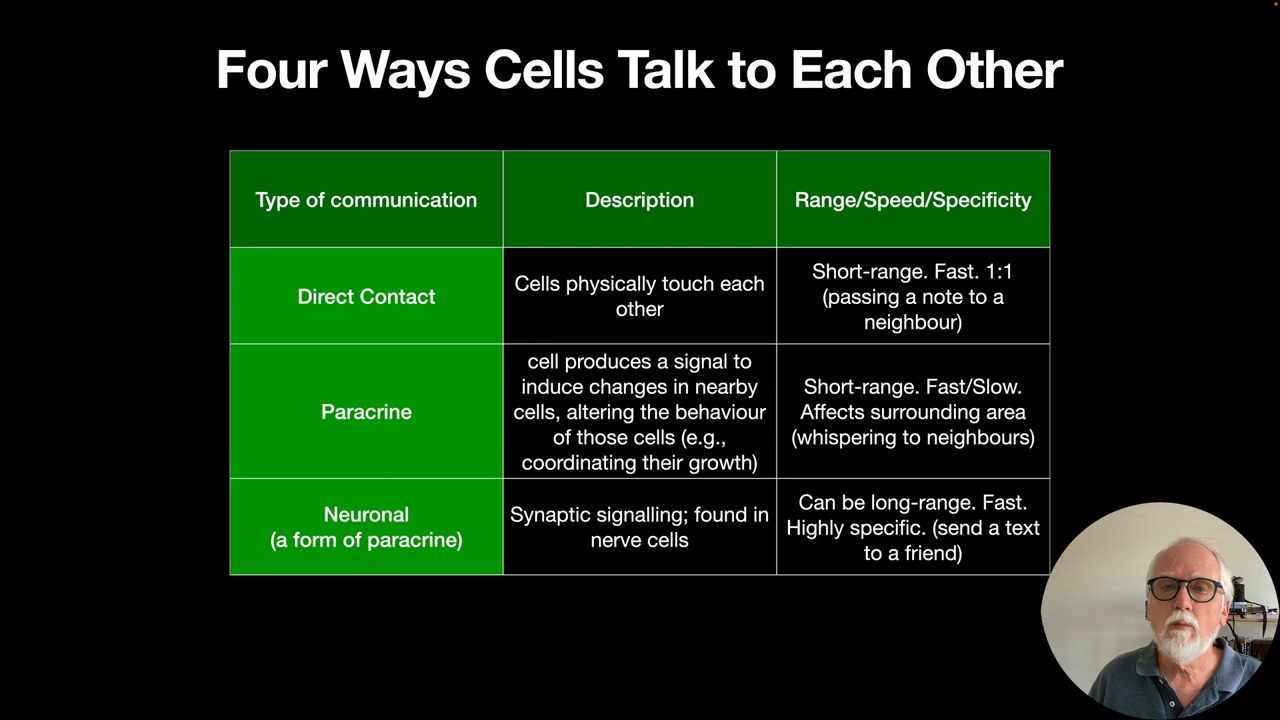 Four Ways Cells Talk to Each Other
Type of communication
Description
Range/Speed/Specificity
Direct Contact
Cells physically touch each
other
Short-range. Fast. 1:1
(passing a note to a
neighbour)
Paracrine
cell produces a signal to
induce changes in nearby
cells, altering the behaviour
of those cells (e.g.,
coordinating their growth)
Short-range. Fast/Slow.
Affects surrounding area
(whispering to neighbours)
Neuronal
(a form of paracrine)
Synaptic signalling; found in
nerve cells
Can be long-range. Fast.
Highly specific. (send a text
to a friend)